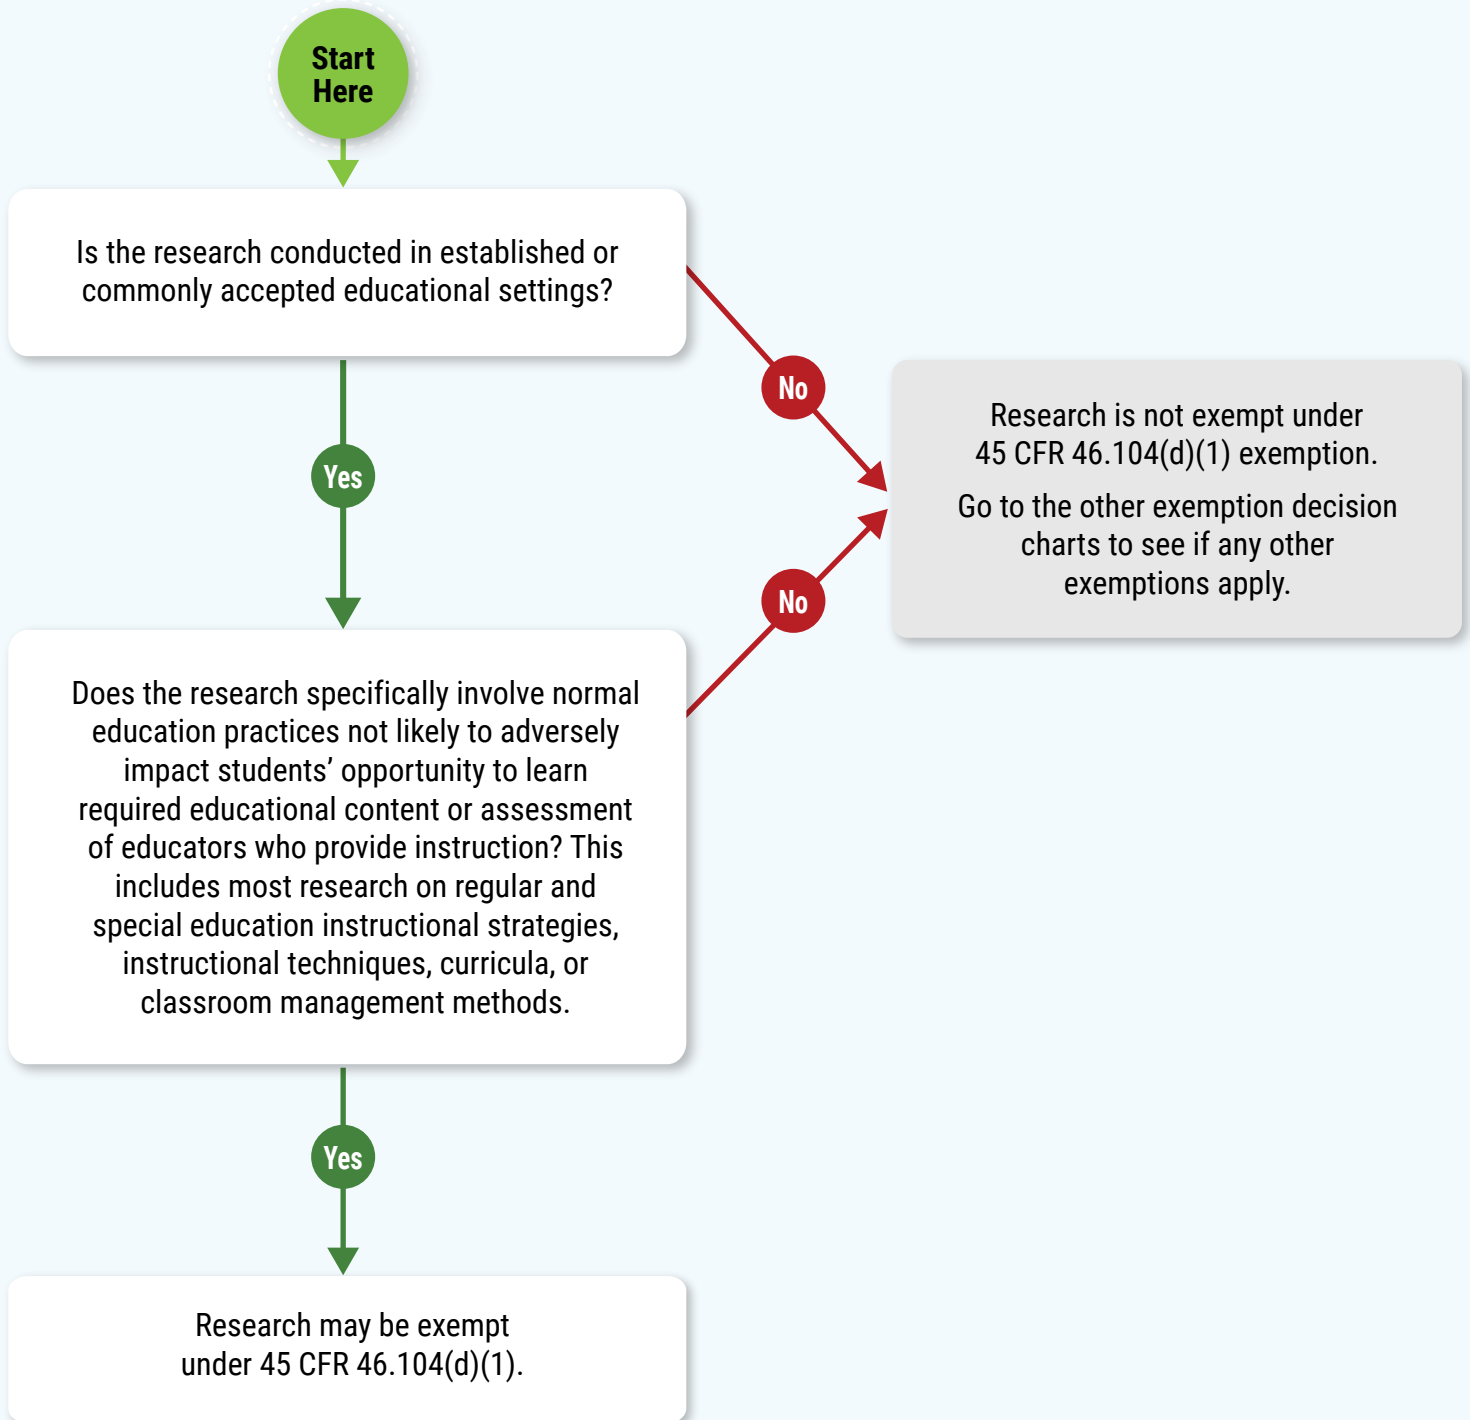 Start
Here
Is the research conducted in established or
commonly accepted educational settings?
No
Research is not exempt under
45 CFR 46.104(d)(1) exemption.
Go to the other exemption decision
charts to see if any other
exemptions apply.
Yes
No
Does the research specifically involve normal
education practices not likely to adversely
impact students’ opportunity to learn
required educational content or assessment
of educators who provide instruction? This
includes most research on regular and
special education instructional strategies,
instructional techniques, curricula, or
classroom management methods.
Yes
Research may be exempt
under 45 CFR 46.104(d)(1).